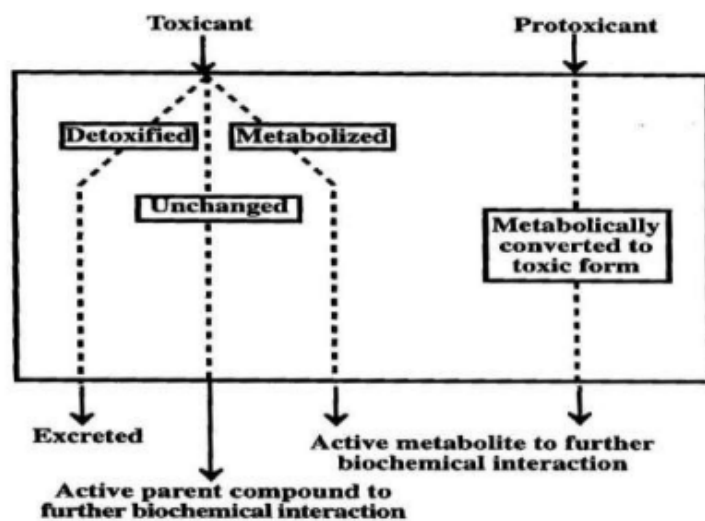 Toxicant
Protoxicant
Detoxified
Metabolized
Unchanged
Metabolically
converted to
toxic form
Excreted
Active metabolite to further
biochemical interaction
Active parent compound to
further biochemical interaction